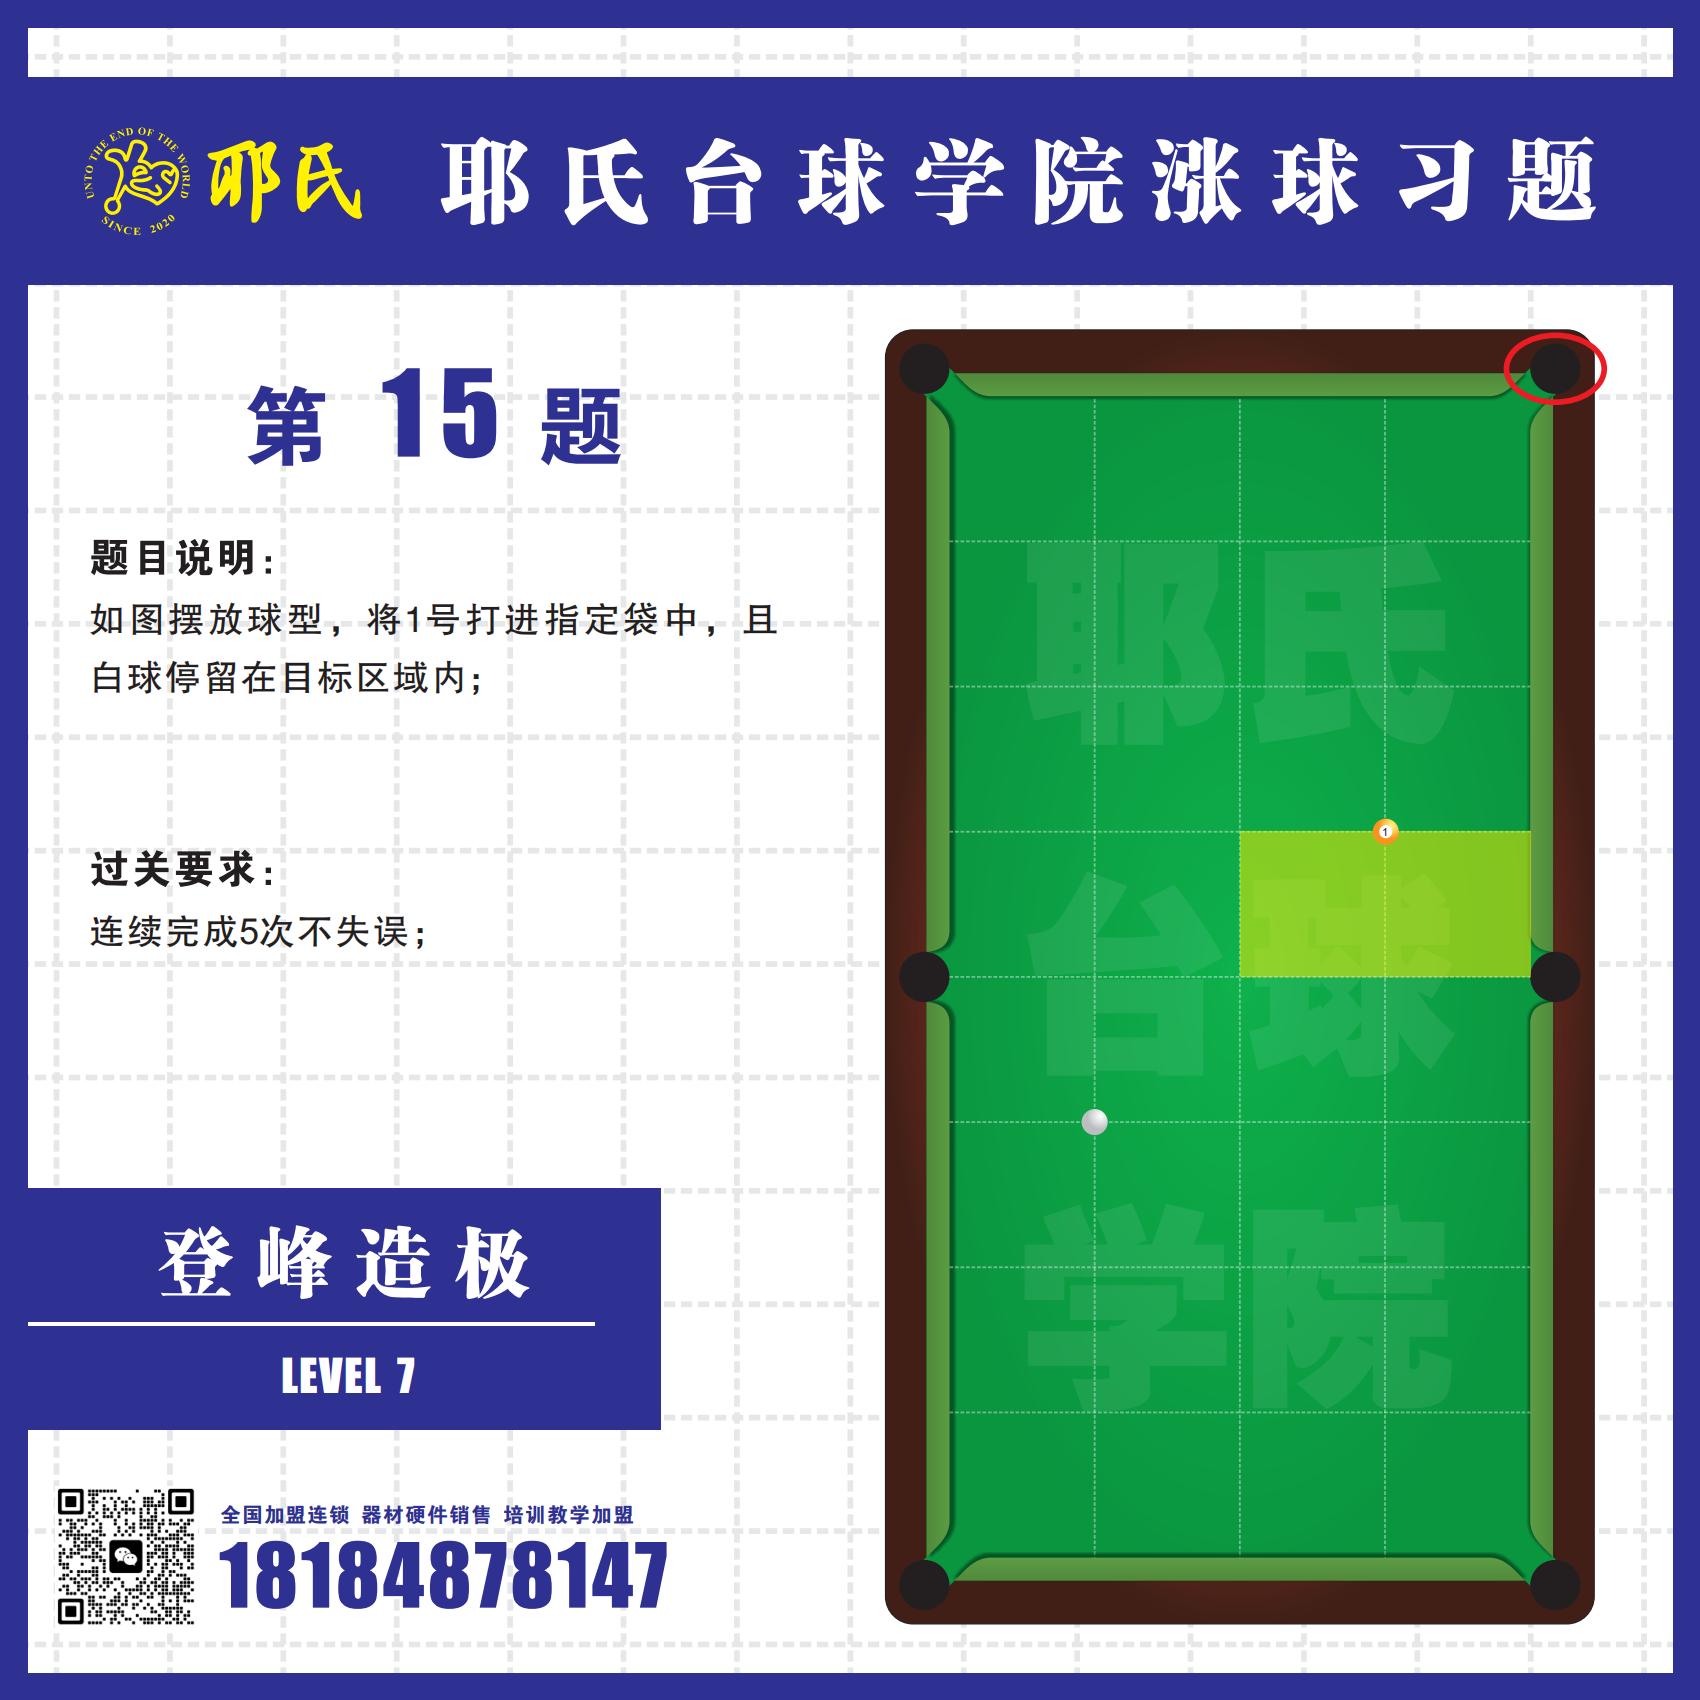 UNTO THE END OF THE WORLD
SINCE 2020
耶氏
耶氏台球学院涨球习题
第 15 题
题目说明：
如图摆放球型，将1号打进指定袋中，且
白球停留在目标区域内；
过关要求：
连续完成5次不失误；
耶氏
1
台球
学院
登峰造极
LEVEL 7
全国加盟连锁 器材硬件销售 培训教学加盟
18184878147